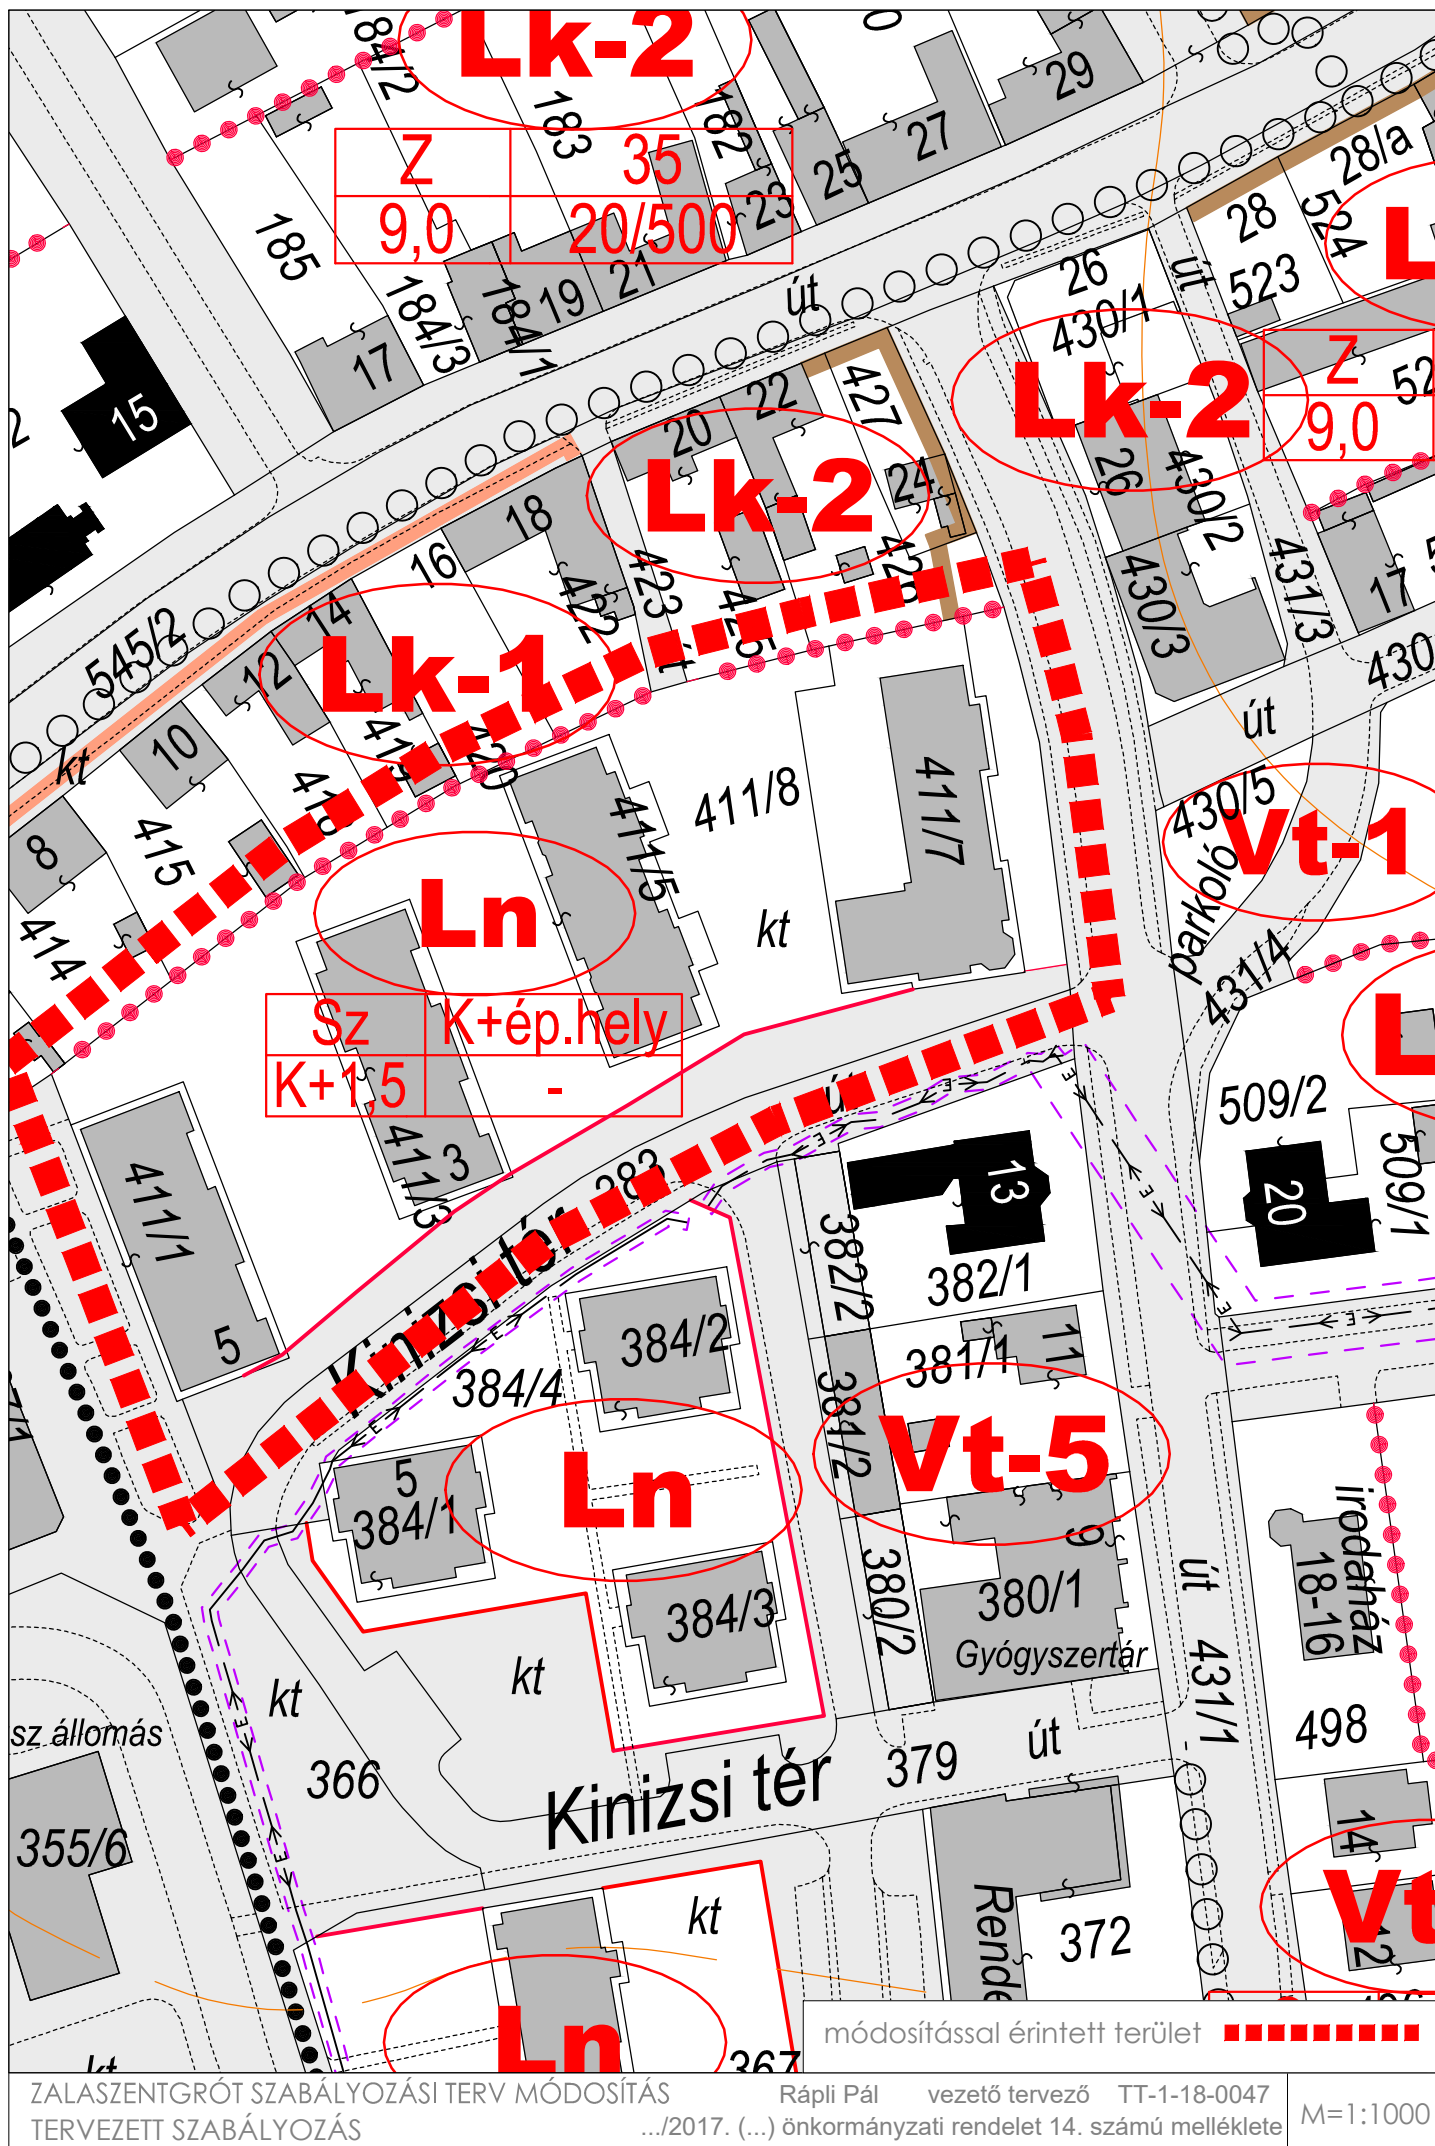 Lk-2
184/2
183
182
29
27
25
23
Z 35
9,0 20/500
185
184/3
184/1
21
19
17
15
út
28/a
28
524
523
út
26
430/1
Lk-2
Z
9,0
427
22
20
24
Lk-2
18
16
14
12
10
8
545/2
kt
Lk-1
422
423
út
425
426
26
430/2
430/3
431/3
17
430
út
415
414
420
411/8
411/7
411/5
kt
430/5
parkoló
Vt-1
431/4
Ln
Sz K+ép.hely
K+1,5 -
411/3
3
411/1
5
út
383
Kinizsi tér
509/2
509/1
20
13
382/2
382/1
384/2
384/4
381/1
11
381/2
Vt-5
Ln
5
384/1
384/3
380/2
380/1
9
Gyógyszertár
irodaház
18-16
út
431/1
498
kt
kt
sz állomás
366
355/6
Kinizsi tér
379
út
14
Vt
12
Rende
372
kt
Ln
367
kt
módosítással érintett terület
ZALASZENTGRÓT SZABÁLYOZÁSI TERV MÓDOSÍTÁS
TERVEZETT SZABÁLYOZÁS
Rápli Pál vezető tervező TT-1-18-0047
.../2017. (...) önkormányzati rendelet 14. számú melléklete
M=1:1000